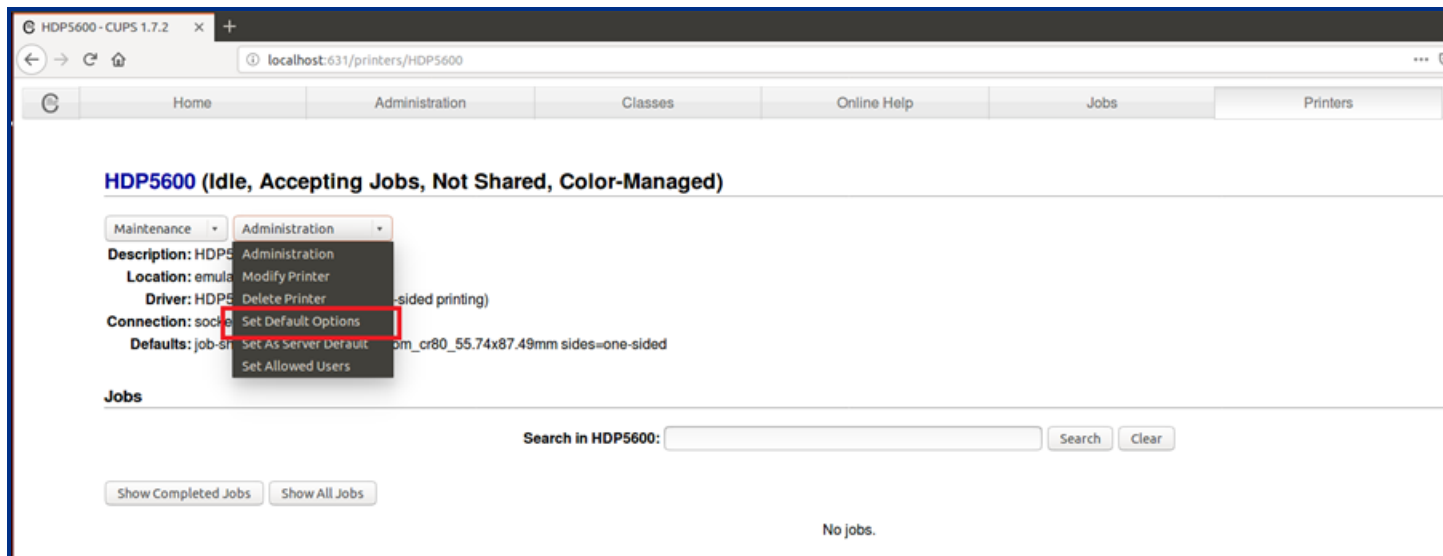 HDP5600 - CUPS 1.7.2 × +
localhost:631/printers/HDP5600
Home Administration Classes Online Help Jobs Printers
HDP5600 (Idle, Accepting Jobs, Not Shared, Color-Managed)
Maintenance Administration
Description: HDP5 Administration
Location: emula Modify Printer
Driver: HDP5 Delete Printer -sided printing)
Connection: socke Set Default Options
Defaults: job-sh Set As Server Default om_cr80_55.74x87.49mm sides=one-sided
Set Allowed Users
Jobs
Search in HDP5600: Search Clear
Show Completed Jobs Show All Jobs
No jobs.